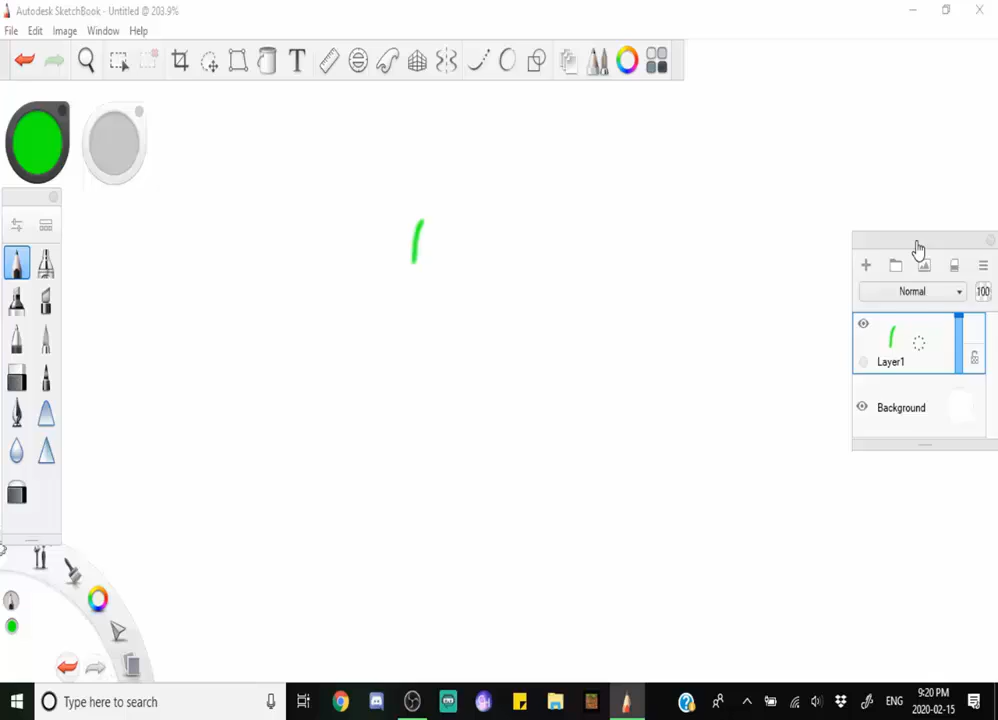 Autodesk SketchBook - Untitled @ 203.9%
File Edit Image Window Help
T
Normal 100
Layer1
Background
Type here to search
ENG
9:20 PM
2020-02-15